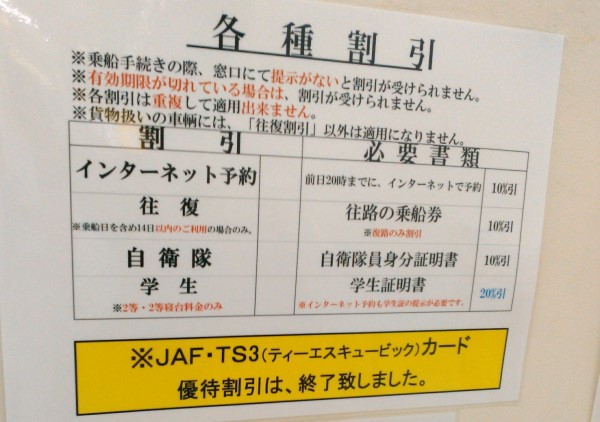 各種割引
※乗船手続きの際、窓口にて提示がないと割引が受けられません。
※有効期限が切れている場合は、割引が受けられません。
※各割引は重複して適用出来ません。
※貨物扱いの車輌には、「往復割引」以外は適用になりません。
割引 必要書類
インターネット予約 前日20時までに、インターネットで予約 10%引
往復 往路の乗船券 10%引
※乗船日を含め14日以内のご利用の場合のみ。 ※復路のみ割引
自衛隊 自衛隊員身分証明書 10%引
学生 学生証明書 20%引
※2等・2等寝台料金のみ ※インターネット予約も学生証の提示が必要です。
※JAF・TS3(ティーエスキュービック)カード
優待割引は、終了致しました。